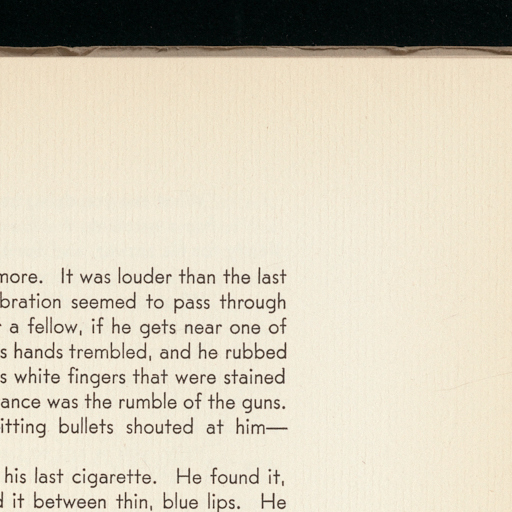 more. It was louder than the last
bration seemed to pass through
a fellow, if he gets near one of
s hands trembled, and he rubbed
s white fingers that were stained
ance was the rumble of the guns.
itting bullets shouted at him—
his last cigarette. He found it,
d it between thin, blue lips. He